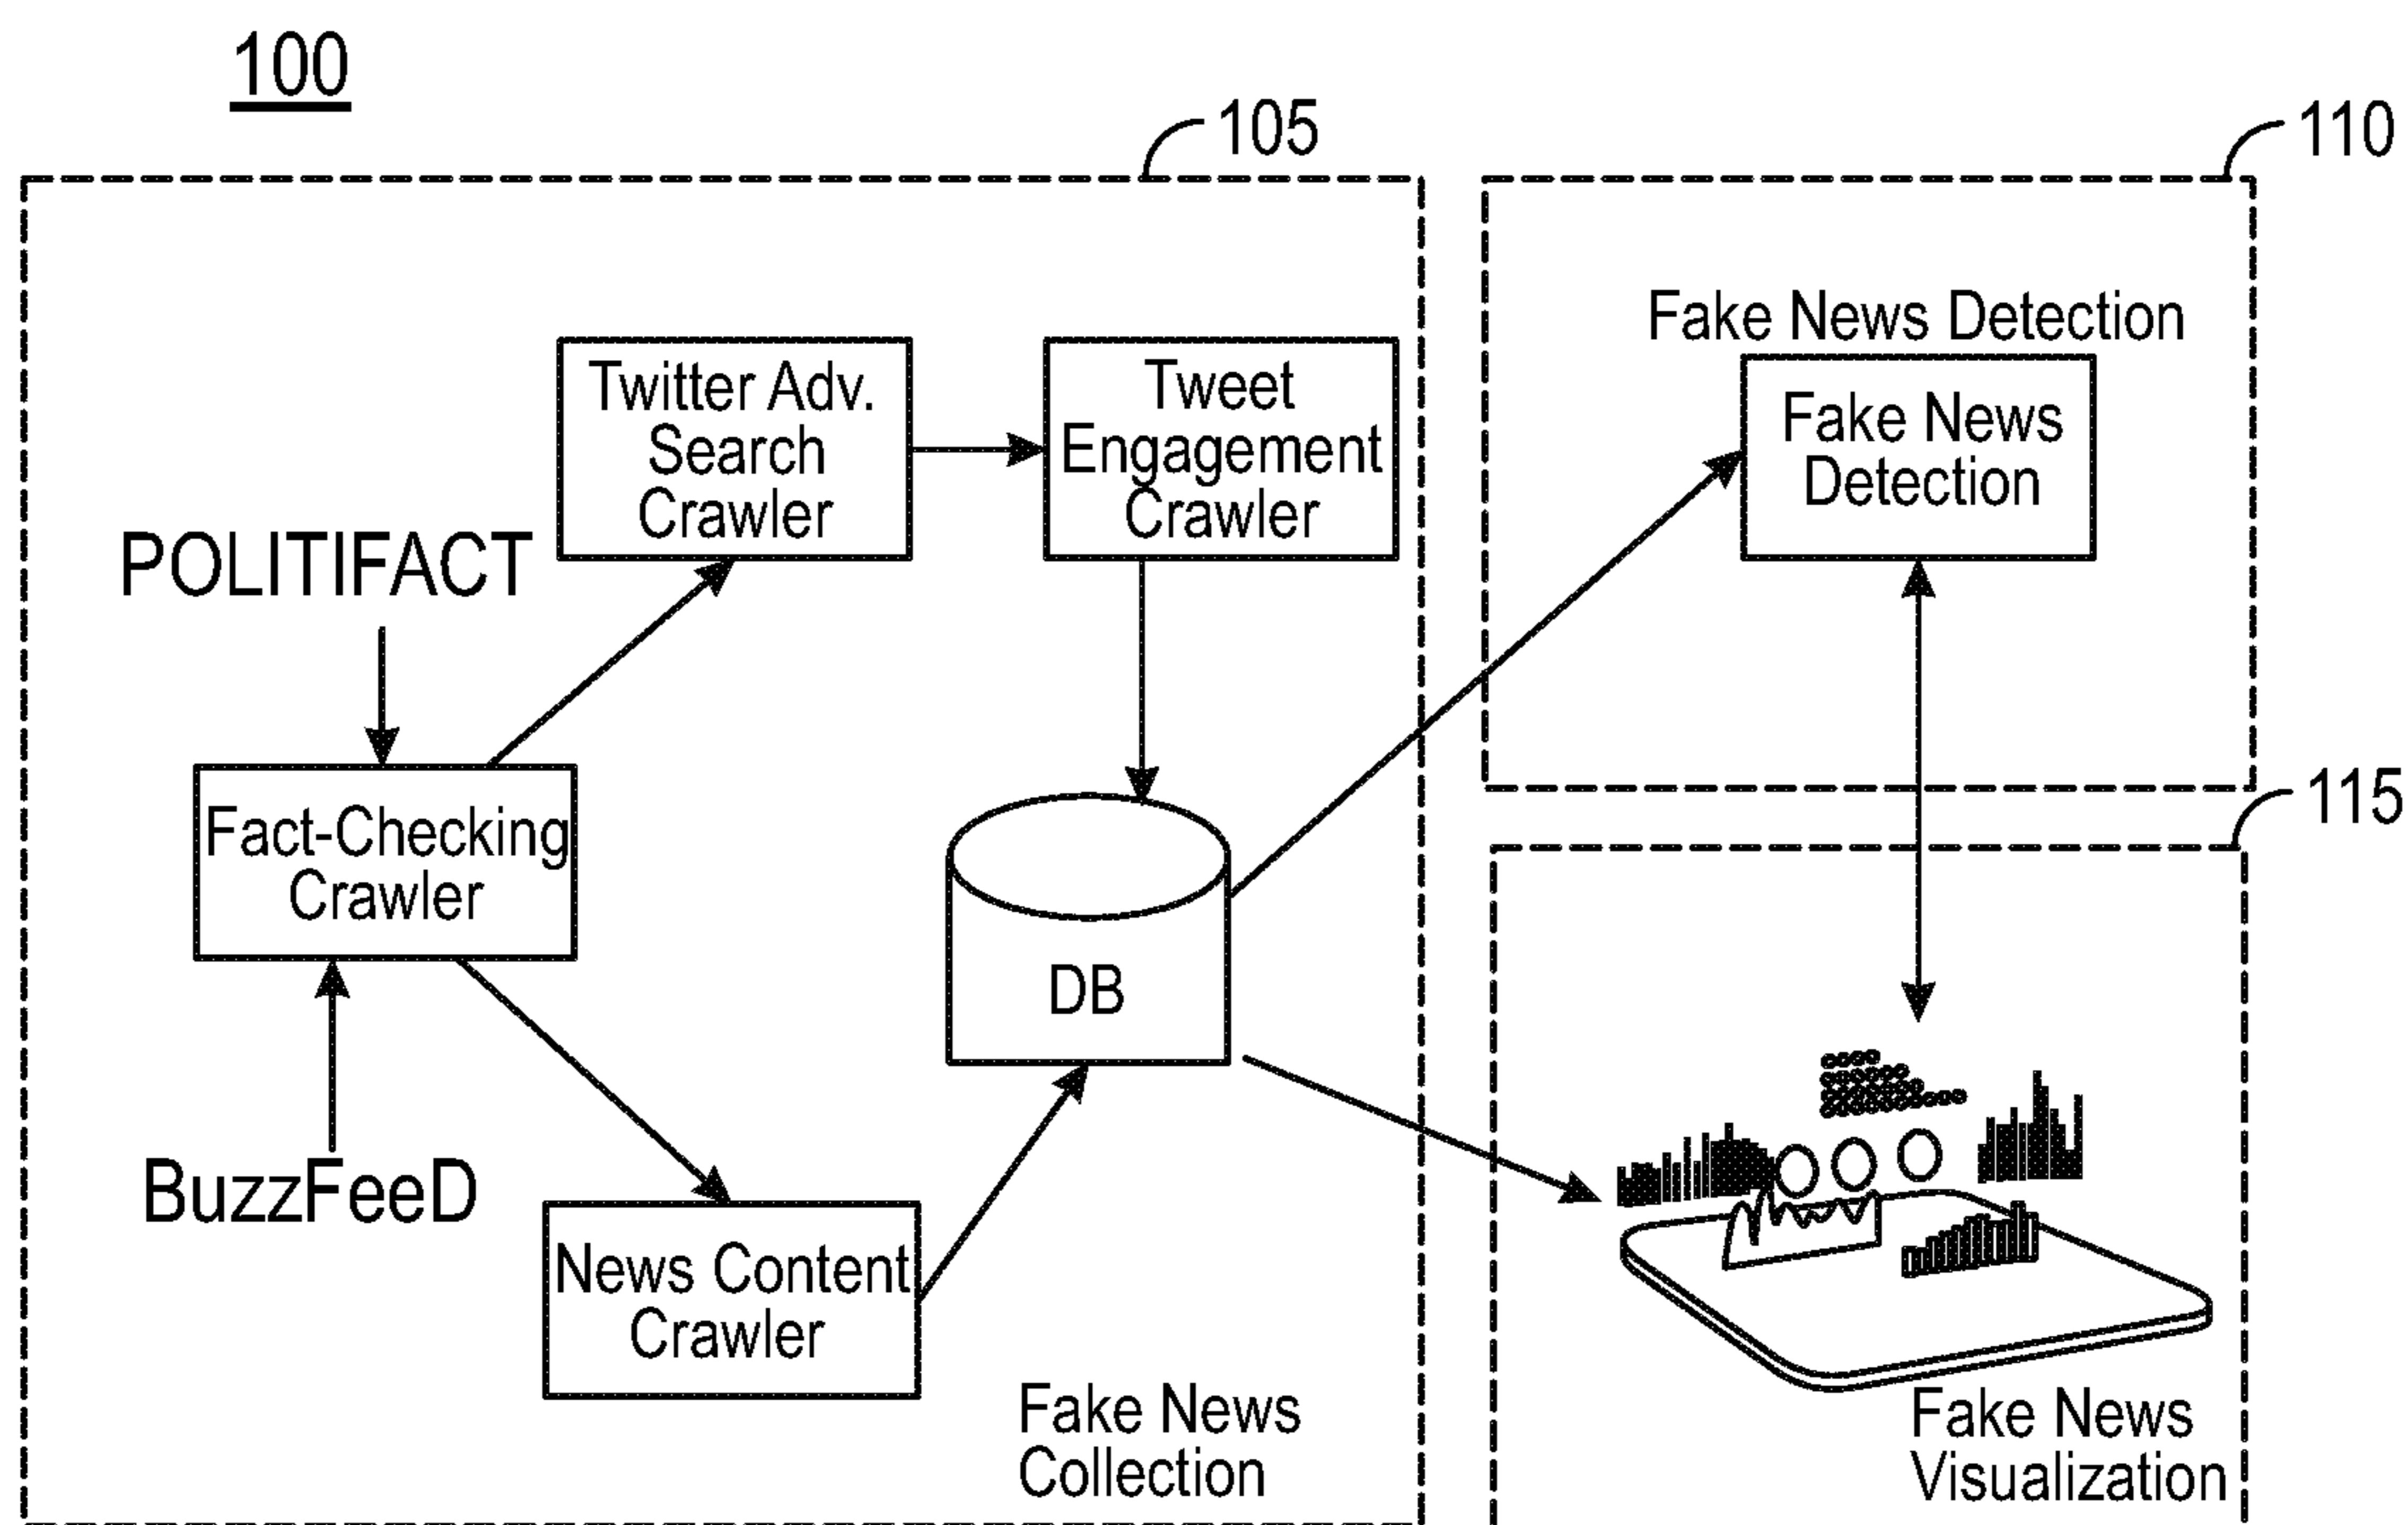 100
105
110
Fake News Detection
Twitter Adv.
Search
Crawler
Tweet
Engagement
Crawler
Fake News
Detection
POLITIFACT
115
Fact-Checking
Crawler
DB
BuzzFeeD
News Content
Crawler
Fake News
Collection
Fake News
Visualization